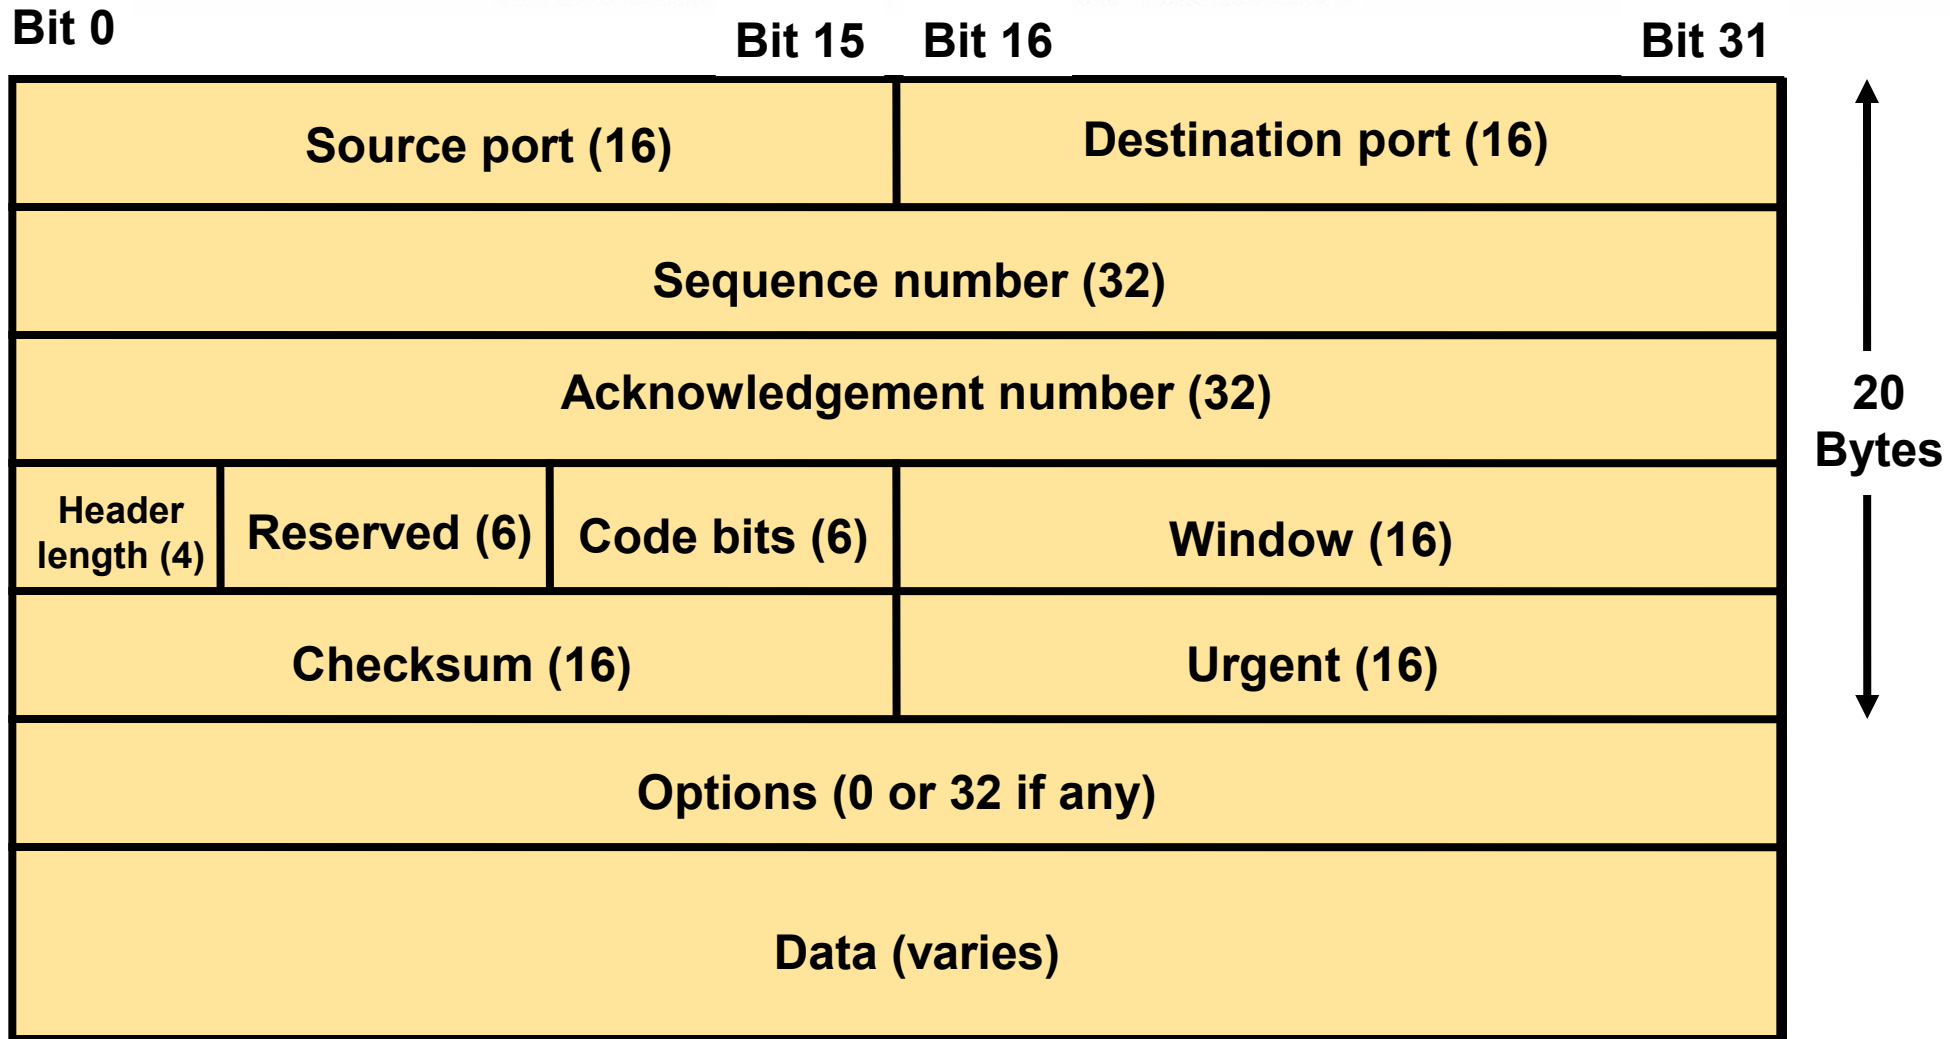 Bit 0
Bit 15
Bit 16
Bit 31
Source port (16)
Destination port (16)
Sequence number (32)
Acknowledgement number (32)
20
Bytes
Header
length (4)
Reserved (6)
Code bits (6)
Window (16)
Checksum (16)
Urgent (16)
Options (0 or 32 if any)
Data (varies)